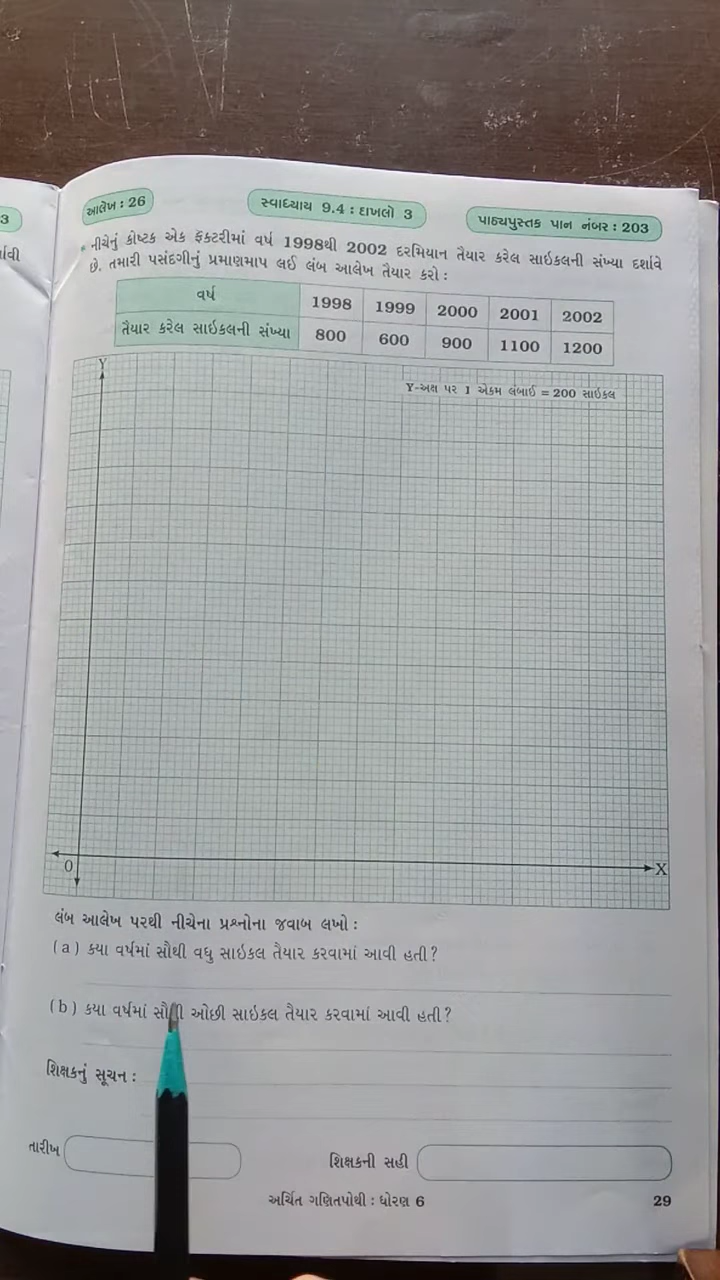 3
ાંવી
આલેખ : 26
સ્વાધ્યાય 9.4 : દાખલો 3
પાઠ્યપુસ્તક પાન નંબર : 203
• નીચેનું કોષ્ટક એક ફેક્ટરીમાં વર્ષ 1998થી 2002 દરમિયાન તૈયાર કરેલ સાઇકલની સંખ્યા દર્શાવે
છે. તમારી પસંદગીનું પ્રમાણમાપ લઈ લંબ આલેખ તૈયાર કરો :
વર્ષ 1998 1999 2000 2001 2002
તૈયાર કરેલ સાઇકલની સંખ્યા 800 600 900 1100 1200
Y
Y-અક્ષ પર 1 એકમ લંબાઈ = 200 સાઇકલ
0
X
લંબ આલેખ પરથી નીચેના પ્રશ્નોના જવાબ લખો :
(a) કયા વર્ષમાં સૌથી વધુ સાઇકલ તૈયાર કરવામાં આવી હતી?
(b) કયા વર્ષમાં ઓછી સાઇકલ તૈયાર કરવામાં આવી હતી?
શિક્ષકનું સૂચન :
તારીખ
શિક્ષકની સહી
અર્ચિત ગણિતપોથી : ધોરણ 6
29